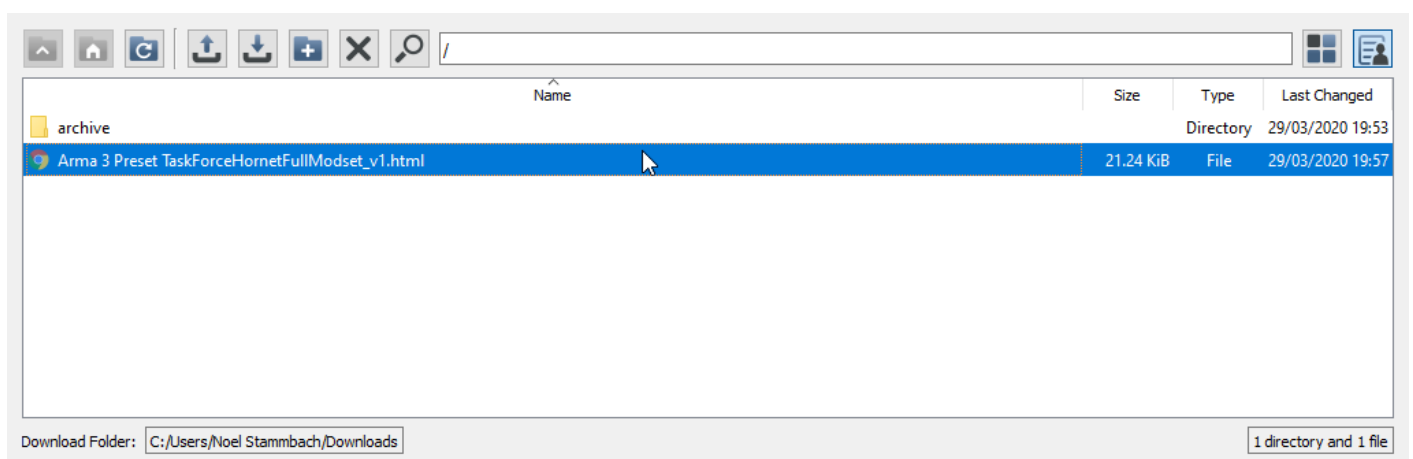 /
Name Size Type Last Changed
archive Directory 29/03/2020 19:53
Arma 3 Preset TaskForceHornetFullModset_v1.html 21.24 KiB File 29/03/2020 19:57
Download Folder: C:/Users/Noel Stammbach/Downloads 1 directory and 1 file